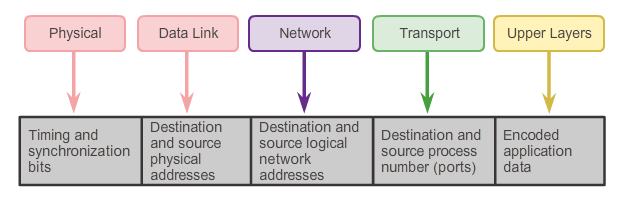 Physical
Data Link
Network
Transport
Upper Layers
Timing and
synchronization
bits
Destination
and source
physical
addresses
Destination and
source logical
network
addresses
Destination and
source process
number (ports)
Encoded
application
data